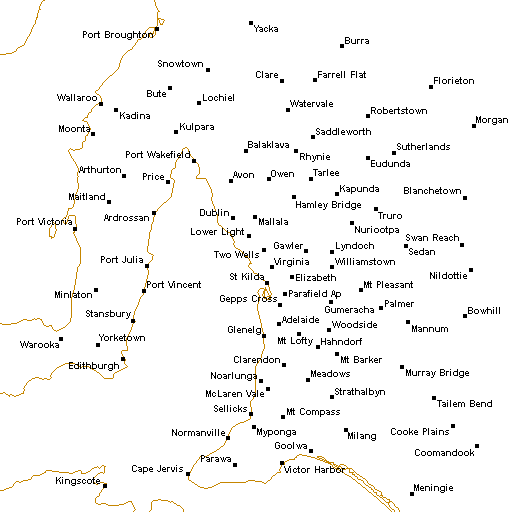 Yacka
Port Broughton
Burra
Snowtown
Clare
Farrell Flat
Florieton
Bute
Wallaroo
Lochiel
Kadina
Watervale
Robertstown
Morgan
Moonta
Kulpara
Saddleworth
Balaklava
Rhynie
Sutherlands
Port Wakefield
Eudunda
Arthurton
Price
Avon
Owen
Tarlee
Kapunda
Blanchetown
Maitland
Hamley Bridge
Ardrossan
Dublin
Mallala
Truro
Port Victoria
Lower Light
Nuriootpa
Swan Reach
Two Wells
Gawler
Lyndoch
Sedan
Port Julia
Virginia
Williamstown
St Kilda
Elizabeth
Nildottie
Port Vincent
Mt Pleasant
Minlaton
Gepps Cross
Parafield Ap
Gumeracha
Palmer
Stansbury
Adelaide
Bowhill
Glenelg
Woodside
Mannum
Warooka
Yorketown
Mt Lofty
Hahndorf
Edithburgh
Clarendon
Mt Barker
Noarlunga
Meadows
Murray Bridge
McLaren Vale
Strathalbyn
Sellicks
Mt Compass
Tailem Bend
Normanville
Myponga
Milang
Cooke Plains
Goolwa
Coomandook
Parawa
Cape Jervis
Victor Harbor
Kingscote
Meningie